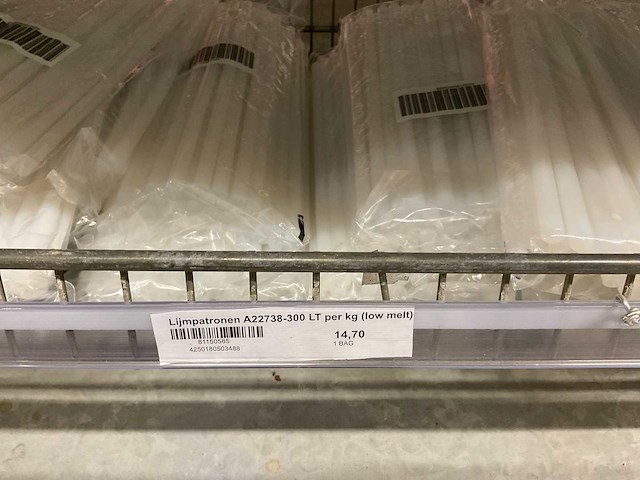 Lijmpatronen A22738-300 LT per kg (low melt)
81150565
4250180503488
14,70
1 BAG